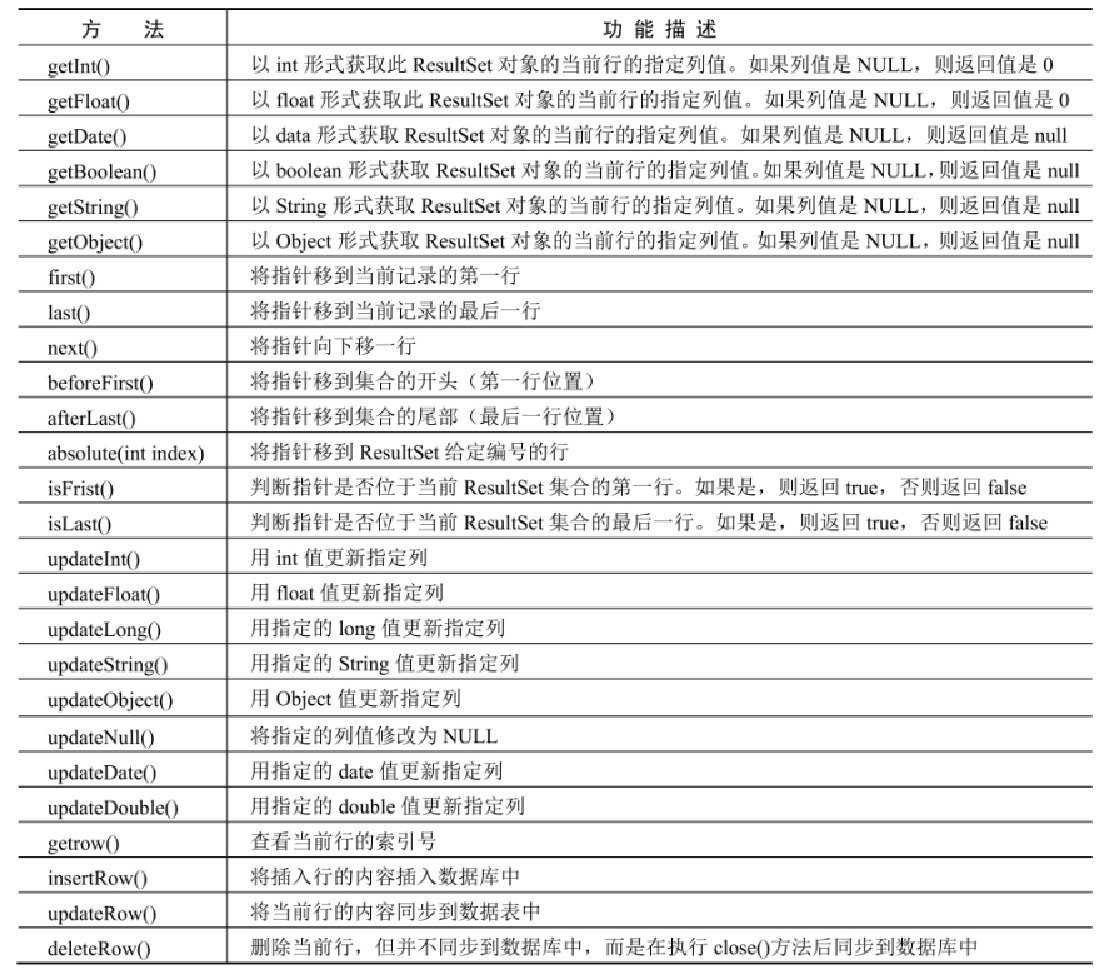 方 法 功 能 描 述
getInt() 以 int 形式获取此 ResultSet 对象的当前行的指定列值。如果列值是 NULL，则返回值是 0
getFloat() 以 float 形式获取此 ResultSet 对象的当前行的指定列值。如果列值是 NULL，则返回值是 0
getDate() 以 data 形式获取 ResultSet 对象的当前行的指定列值。如果列值是 NULL，则返回值是 null
getBoolean() 以 boolean 形式获取 ResultSet 对象的当前行的指定列值。如果列值是 NULL，则返回值是 null
getString() 以 String 形式获取 ResultSet 对象的当前行的指定列值。如果列值是 NULL，则返回值是 null
getObject() 以 Object 形式获取 ResultSet 对象的当前行的指定列值。如果列值是 NULL，则返回值是 null
first() 将指针移到当前记录的第一行
last() 将指针移到当前记录的最后一行
next() 将指针向下移一行
beforeFirst() 将指针移到集合的开头（第一行位置）
afterLast() 将指针移到集合的尾部（最后一行位置）
absolute(int index) 将指针移到 ResultSet 给定编号的行
isFrist() 判断指针是否位于当前 ResultSet 集合的第一行。如果是，则返回 true，否则返回 false
isLast() 判断指针是否位于当前 ResultSet 集合的最后一行。如果是，则返回 true，否则返回 false
updateInt() 用 int 值更新指定列
updateFloat() 用 float 值更新指定列
updateLong() 用指定的 long 值更新指定列
updateString() 用指定的 String 值更新指定列
updateObject() 用 Object 值更新指定列
updateNull() 将指定的列值修改为 NULL
updateDate() 用指定的 date 值更新指定列
updateDouble() 用指定的 double 值更新指定列
getrow() 查看当前行的索引号
insertRow() 将插入行的内容插入数据库中
updateRow() 将当前行的内容同步到数据表中
deleteRow() 删除当前行，但并不同步到数据库中，而是在执行 close()方法后同步到数据库中